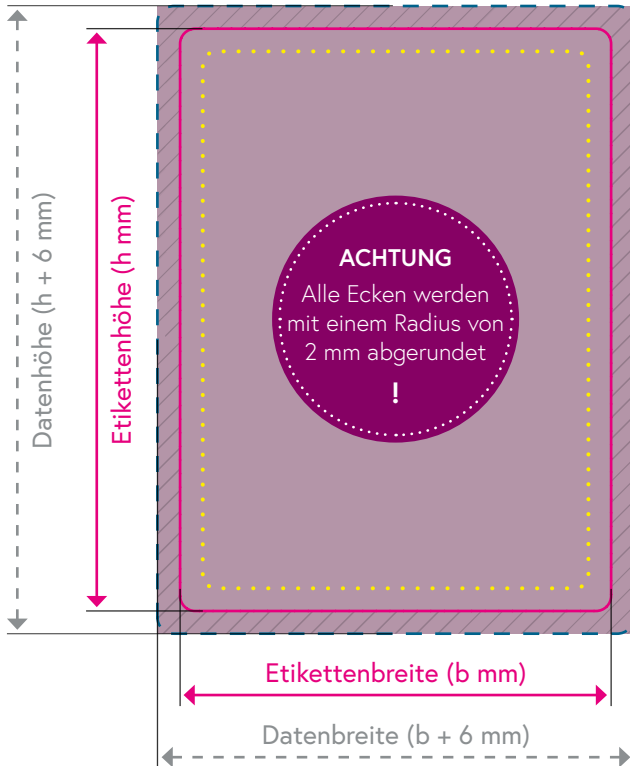 Datenhöhe (h + 6 mm)
Etikettenhöhe (h mm)
ACHTUNG
Alle Ecken werden
mit einem Radius von
2 mm abgerundet
!
Etikettenbreite (b mm)
Datenbreite (b + 6 mm)